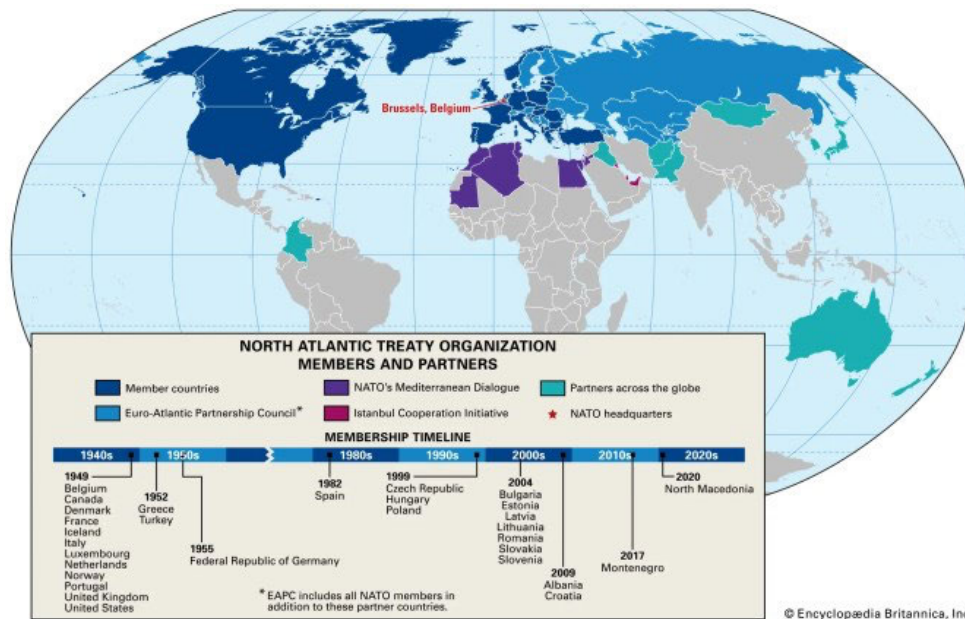 Brussels, Belgium
NORTH ATLANTIC TREATY ORGANIZATION
MEMBERS AND PARTNERS
Member countries
NATO's Mediterranean Dialogue
Partners across the globe
Euro-Atlantic Partnership Council*
Istanbul Cooperation Initiative
NATO headquarters
MEMBERSHIP TIMELINE
1940s 1950s 1980s 1990s 2000s 2010s 2020s
1949
Belgium
Canada
Denmark
France
Iceland
Italy
Luxembourg
Netherlands
Norway
Portugal
United Kingdom
United States
1952
Greece
Turkey
1955
Federal Republic of Germany
1982
Spain
1999
Czech Republic
Hungary
Poland
2004
Bulgaria
Estonia
Latvia
Lithuania
Romania
Slovakia
Slovenia
2009
Albania
Croatia
2017
Montenegro
2020
North Macedonia
* EAPC includes all NATO members in
addition to these partner countries.
© Encyclopædia Britannica, Inc